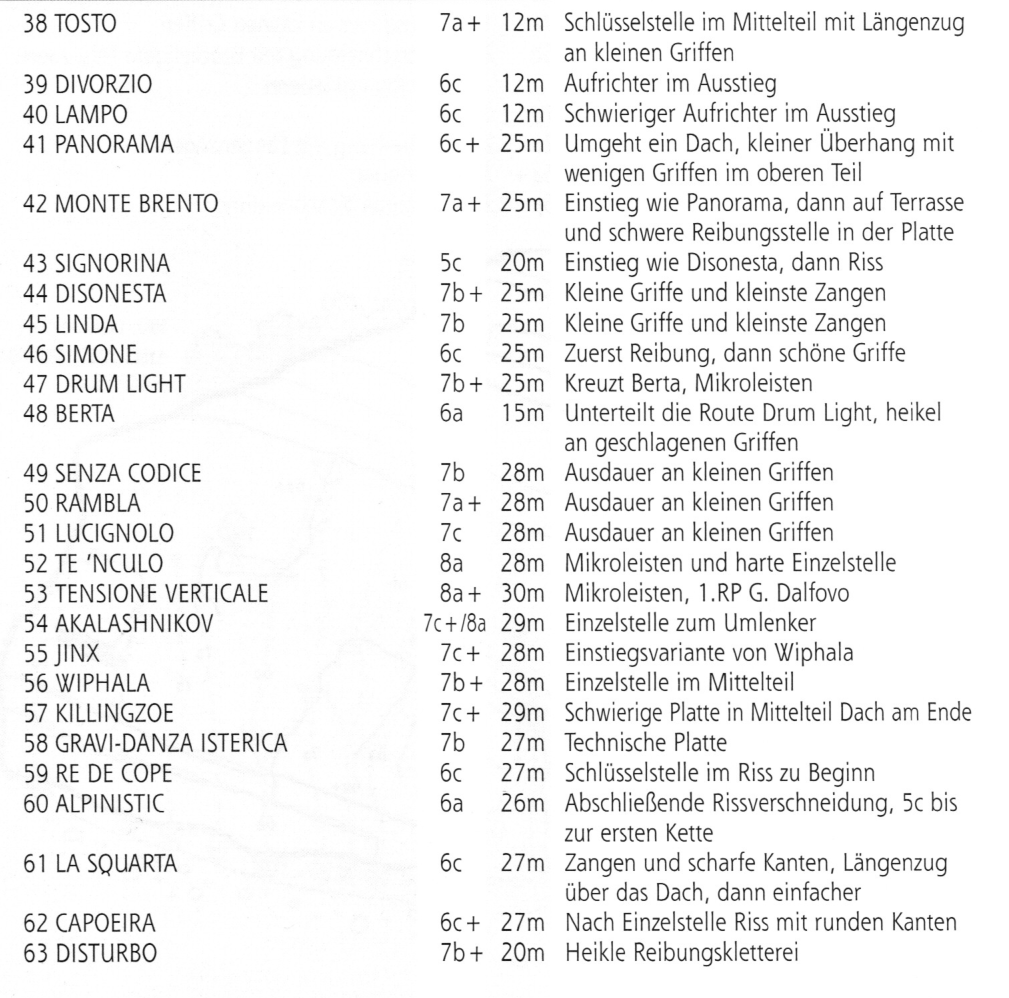 38 TOSTO 7a+ 12m Schlüsselstelle im Mittelteil mit Längenzug
an kleinen Griffen
39 DIVORZIO 6c 12m Aufrichter im Ausstieg
40 LAMPO 6c 12m Schwieriger Aufrichter im Ausstieg
41 PANORAMA 6c+ 25m Umgeht ein Dach, kleiner Überhang mit
wenigen Griffen im oberen Teil
42 MONTE BRENTO 7a+ 25m Einstieg wie Panorama, dann auf Terrasse
und schwere Reibungsstelle in der Platte
43 SIGNORINA 5c 20m Einstieg wie Disonesta, dann Riss
44 DISONESTA 7b+ 25m Kleine Griffe und kleinste Zangen
45 LINDA 7b 25m Kleine Griffe und kleinste Zangen
46 SIMONE 6c 25m Zuerst Reibung, dann schöne Griffe
47 DRUM LIGHT 7b+ 25m Kreuzt Berta, Mikroleisten
48 BERTA 6a 15m Unterteilt die Route Drum Light, heikel
an geschlagenen Griffen
49 SENZA CODICE 7b 28m Ausdauer an kleinen Griffen
50 RAMBLA 7a+ 28m Ausdauer an kleinen Griffen
51 LUCIGNOLO 7c 28m Ausdauer an kleinen Griffen
52 TE 'NCULO 8a 28m Mikroleisten und harte Einzelstelle
53 TENSIONE VERTICALE 8a+ 30m Mikroleisten, 1.RP G. Dalfovo
54 AKALASHNIKOV 7c+/8a 29m Einzelstelle zum Umlenker
55 JINX 7c+ 28m Einstiegsvariante von Wiphala
56 WIPHALA 7b+ 28m Einzelstelle im Mittelteil
57 KILLINGZOE 7c+ 29m Schwierige Platte in Mittelteil Dach am Ende
58 GRAVI-DANZA ISTERICA 7b 27m Technische Platte
59 RE DE COPE 6c 27m Schlüsselstelle im Riss zu Beginn
60 ALPINISTIC 6a 26m Abschließende Rissverschneidung, 5c bis
zur ersten Kette
61 LA SQUARTA 6c 27m Zangen und scharfe Kanten, Längenzug
über das Dach, dann einfacher
62 CAPOEIRA 6c+ 27m Nach Einzelstelle Riss mit runden Kanten
63 DISTURBO 7b+ 20m Heikle Reibungskletterei